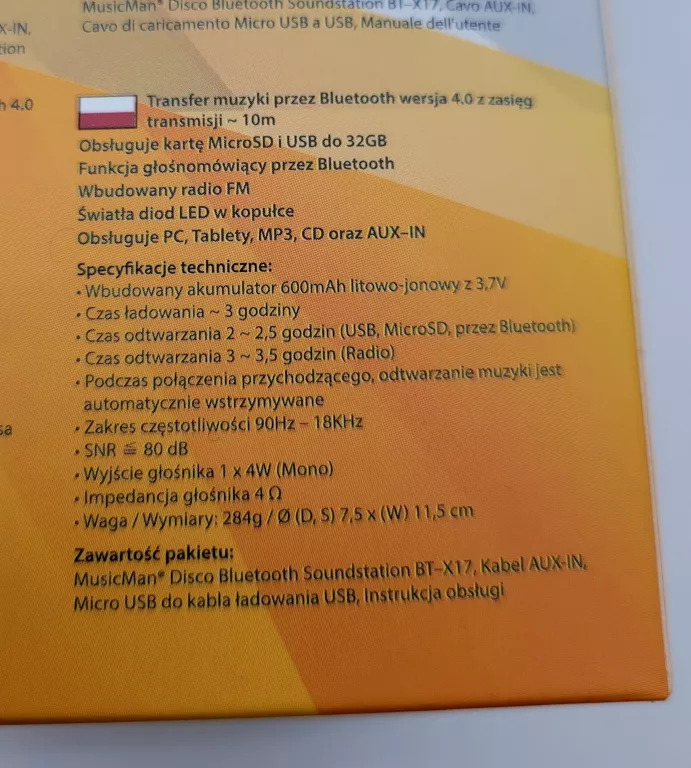 MusicMan® Disco Bluetooth Soundstation BT–X17, Cavo AUX-IN,
Cavo di caricamento Micro USB a USB, Manuale dell'utente
X-IN,
tion
h 4.0
Transfer muzyki przez Bluetooth wersja 4.0 z zasięg
transmisji ~ 10m
Obsługuje kartę MicroSD i USB do 32GB
Funkcja głośnomówiący przez Bluetooth
Wbudowany radio FM
Światła diod LED w kopułce
Obsługuje PC, Tablety, MP3, CD oraz AUX–IN
Specyfikacje techniczne:
• Wbudowany akumulator 600mAh litowo-jonowy z 3,7V
• Czas ładowania ~ 3 godziny
• Czas odtwarzania 2 ~ 2,5 godzin (USB, MicroSD, przez Bluetooth)
• Czas odtwarzania 3 ~ 3,5 godzin (Radio)
• Podczas połączenia przychodzącego, odtwarzanie muzyki jest
automatycznie wstrzymywane
• Zakres częstotliwości 90Hz – 18KHz
sa
• SNR ≦ 80 dB
• Wyjście głośnika 1 x 4W (Mono)
• Impedancja głośnika 4 Ω
• Waga / Wymiary: 284g / Ø (D, S) 7,5 x (W) 11,5 cm
Zawartość pakietu:
MusicMan® Disco Bluetooth Soundstation BT–X17, Kabel AUX-IN,
Micro USB do kabla ładowania USB, Instrukcja obsługi